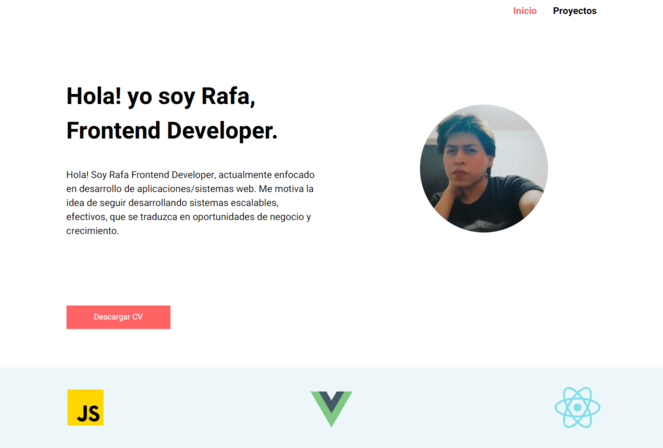 Inicio Proyectos
Hola! yo soy Rafa,
Frontend Developer.
Hola! Soy Rafa Frontend Developer, actualmente enfocado
en desarrollo de aplicaciones/sistemas web. Me motiva la
idea de seguir desarrollando sistemas escalables,
efectivos, que se traduzca en oportunidades de negocio y
crecimiento.
Descargar CV
JS